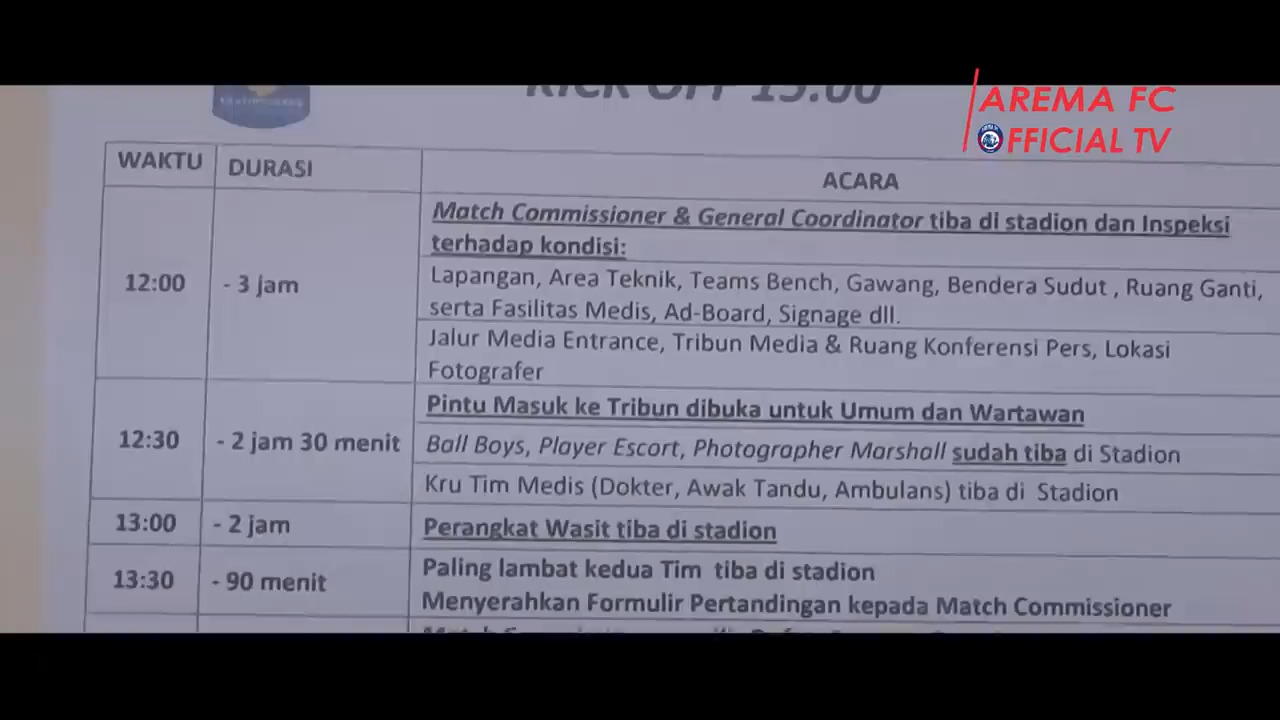 KICK OFF 15.00
AREMA FC
OFFICIAL TV
WAKTU DURASI ACARA
Match Commissioner & General Coordinator tiba di stadion dan Inspeksi
terhadap kondisi:
12:00 - 3 jam
Lapangan, Area Teknik, Teams Bench, Gawang, Bendera Sudut , Ruang Ganti,
serta Fasilitas Medis, Ad-Board, Signage dll.
Jalur Media Entrance, Tribun Media & Ruang Konferensi Pers, Lokasi
Fotografer
Pintu Masuk ke Tribun dibuka untuk Umum dan Wartawan
12:30 - 2 jam 30 menit
Ball Boys, Player Escort, Photographer Marshall sudah tiba di Stadion
Kru Tim Medis (Dokter, Awak Tandu, Ambulans) tiba di Stadion
13:00 - 2 jam Perangkat Wasit tiba di stadion
13:30 - 90 menit
Paling lambat kedua Tim tiba di stadion
Menyerahkan Formulir Pertandingan kepada Match Commissioner